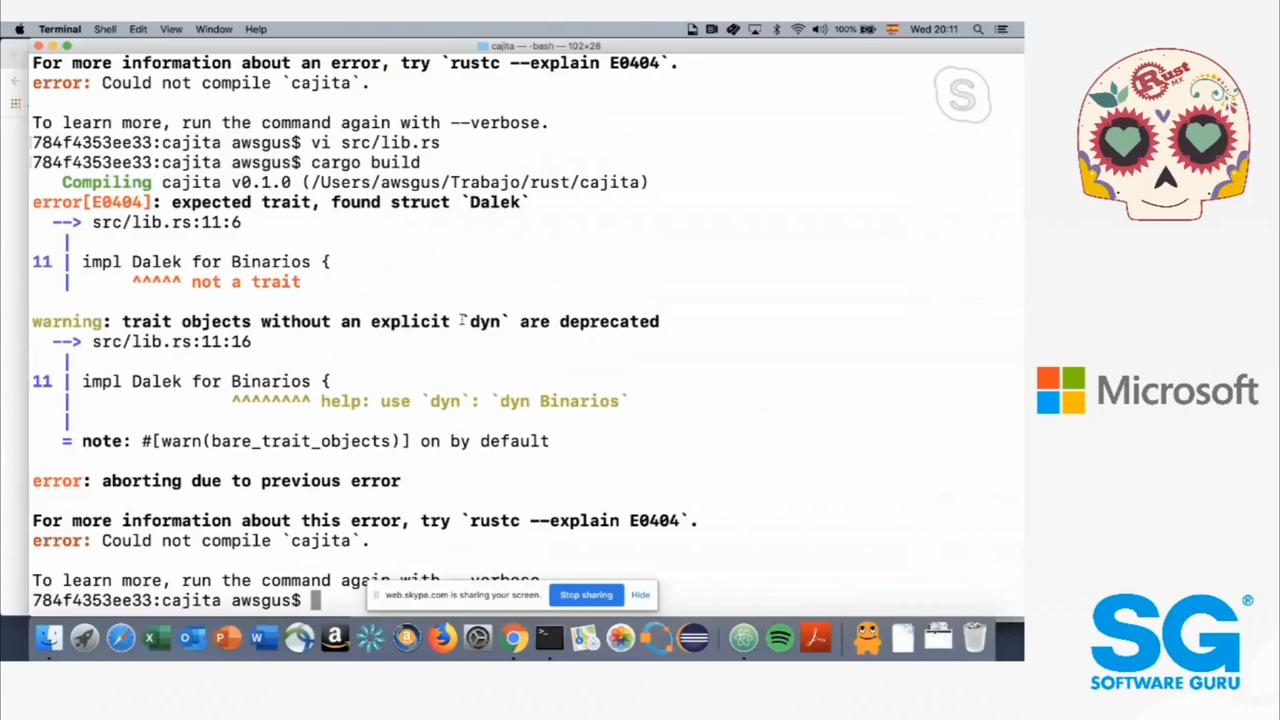 Terminal Shell Edit View Window Help 100% Wed 20:11
cajita — -bash — 102×28
For more information about an error, try `rustc --explain E0404`.
error: Could not compile `cajita`.
To learn more, run the command again with --verbose.
784f4353ee33:cajita awsgus$ vi src/lib.rs
784f4353ee33:cajita awsgus$ cargo build
Compiling cajita v0.1.0 (/Users/awsgus/Trabajo/rust/cajita)
error[E0404]: expected trait, found struct `Dalek`
--> src/lib.rs:11:6
|
11 | impl Dalek for Binarios {
| ^^^^^ not a trait
warning: trait objects without an explicit `dyn` are deprecated
--> src/lib.rs:11:16
|
11 | impl Dalek for Binarios {
| ^^^^^^^^ help: use `dyn`: `dyn Binarios`
|
= note: #[warn(bare_trait_objects)] on by default
error: aborting due to previous error
For more information about this error, try `rustc --explain E0404`.
error: Could not compile `cajita`.
To learn more, run the command again with --verbose.
784f4353ee33:cajita awsgus$
web.skype.com is sharing your screen. Stop sharing Hide
Rust
MX
Microsoft
SG®
SOFTWARE GURU